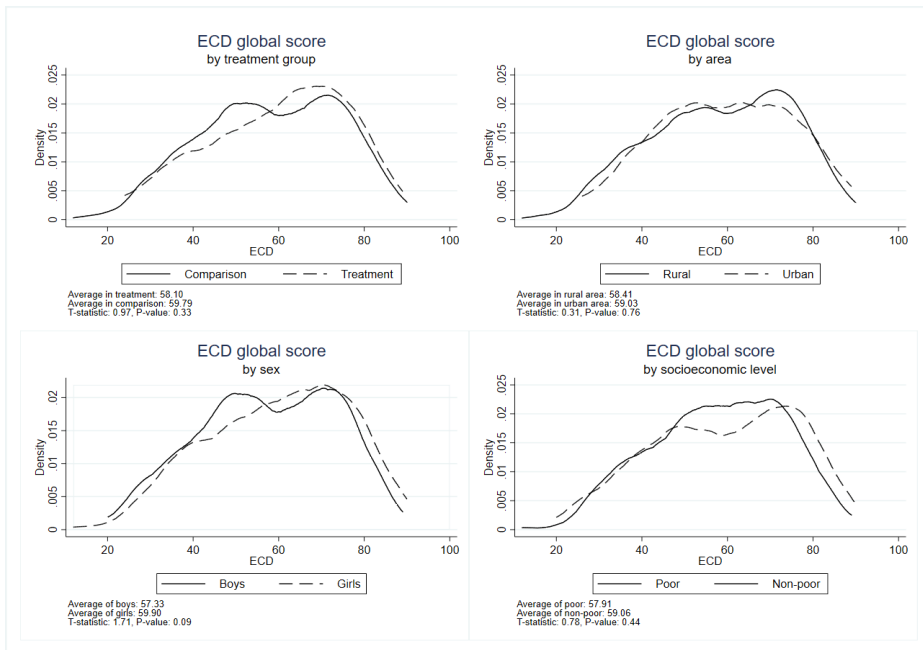 ECD global score
by treatment group
Density
0 .005 .01 .015 .02 .025
20 40 60 80 100
ECD
Comparison Treatment
Average in treatment: 58.10
Average in comparison: 59.79
T-statistic: 0.97, P-value: 0.33
ECD global score
by area
Density
0 .005 .01 .015 .02 .025
20 40 60 80 100
ECD
Rural Urban
Average in rural area: 58.41
Average in urban area: 59.03
T-statistic: 0.31, P-value: 0.76
ECD global score
by sex
Density
0 .005 .01 .015 .02
20 40 60 80 100
ECD
Boys Girls
Average of boys: 57.33
Average of girls: 59.90
T-statistic: 1.71, P-value: 0.09
ECD global score
by socioeconomic level
Density
0 .005 .01 .015 .02 .025
20 40 60 80 100
ECD
Poor Non-poor
Average of poor: 57.91
Average of non-poor: 59.06
T-statistic: 0.78, P-value: 0.44